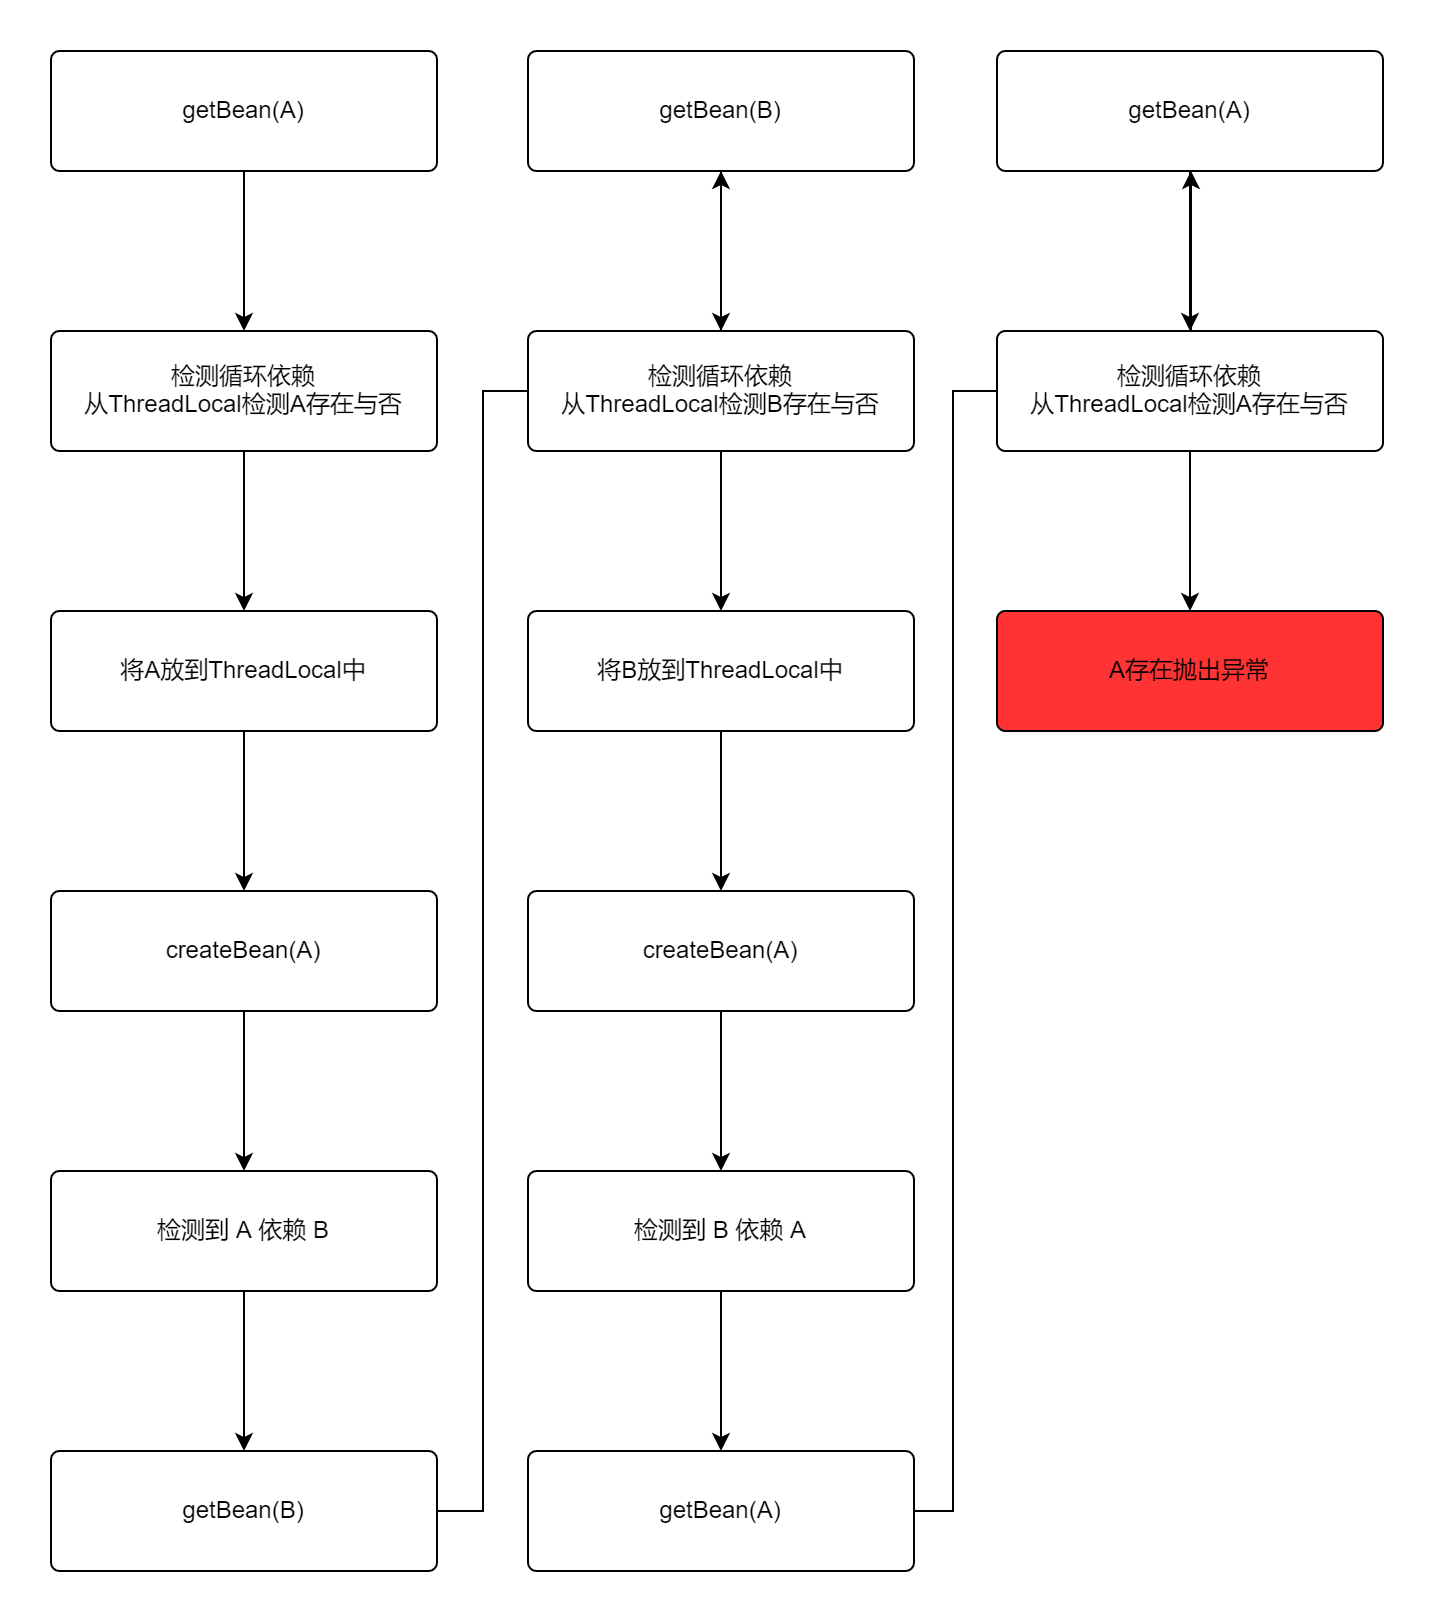 getBean(A)
检测循环依赖
从ThreadLocal检测A存在与否
将A放到ThreadLocal中
createBean(A)
检测到 A 依赖 B
getBean(B)
getBean(B)
检测循环依赖
从ThreadLocal检测B存在与否
将B放到ThreadLocal中
createBean(A)
检测到 B 依赖 A
getBean(A)
getBean(A)
检测循环依赖
从ThreadLocal检测A存在与否
A存在抛出异常